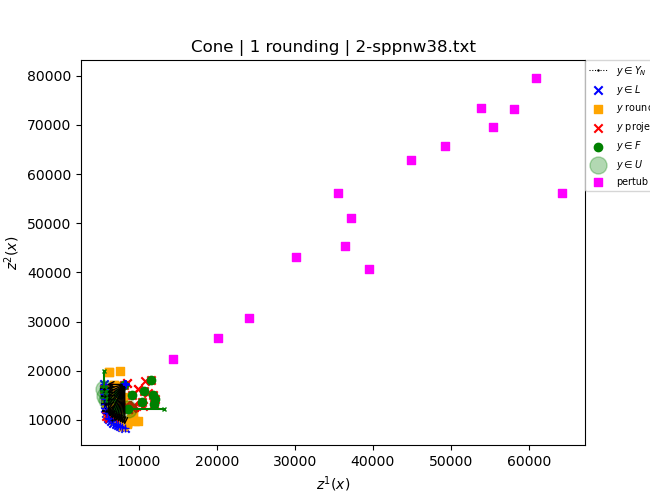 Cone | 1 rounding | 2-sppnw38.txt
80000
70000
60000
50000
40000
30000
20000
10000
z²(x)
10000 20000 30000 40000 50000 60000
z¹(x)
y ∈ Y_N
y ∈ L
y round
y proje
y ∈ F
y ∈ U
pertub